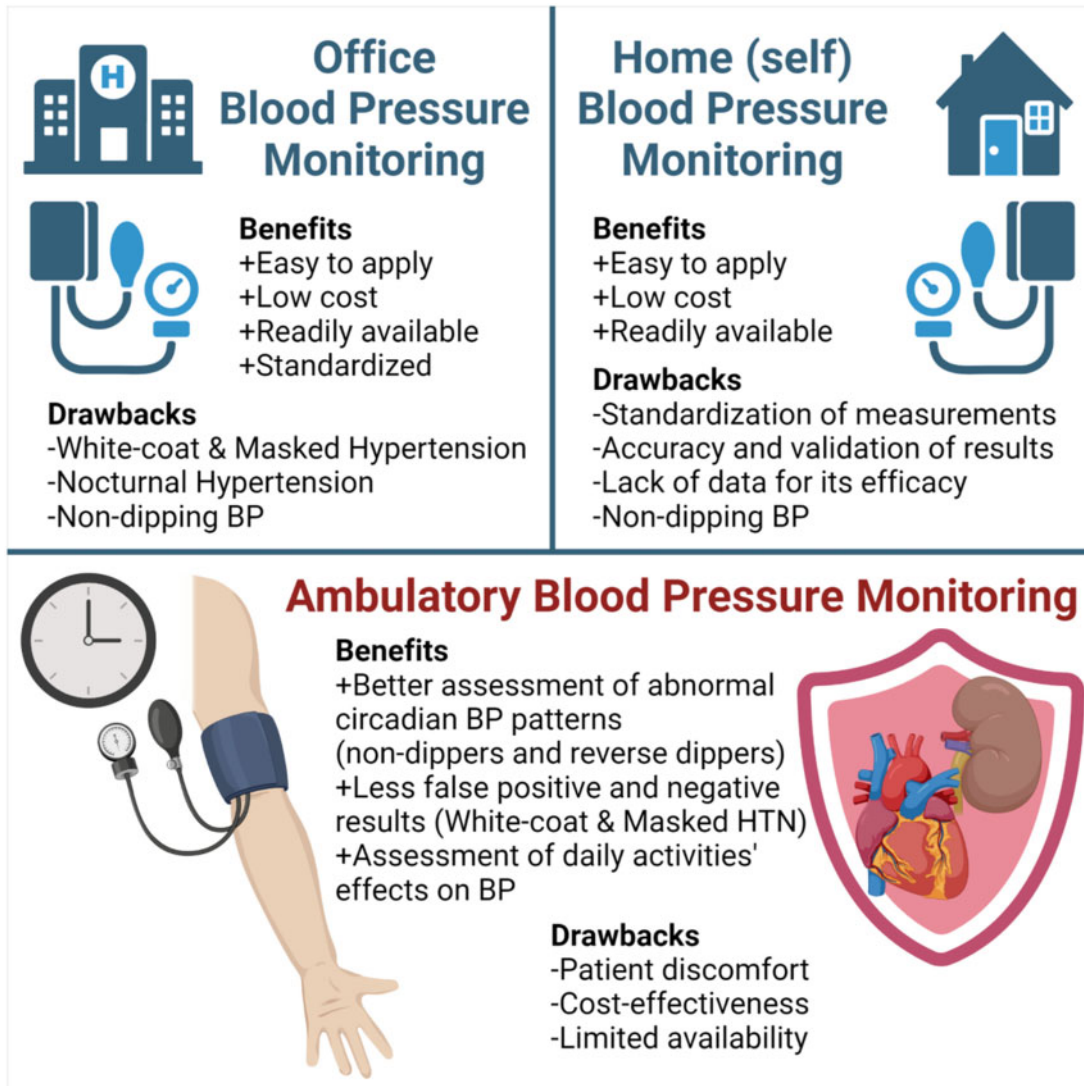 H
Office
Blood Pressure
Monitoring
Benefits
+Easy to apply
+Low cost
+Readily available
+Standardized
Drawbacks
-White-coat & Masked Hypertension
-Nocturnal Hypertension
-Non-dipping BP
Home (self)
Blood Pressure
Monitoring
Benefits
+Easy to apply
+Low cost
+Readily available
Drawbacks
-Standardization of measurements
-Accuracy and validation of results
-Lack of data for its efficacy
-Non-dipping BP
Ambulatory Blood Pressure Monitoring
Benefits
+Better assessment of abnormal
circadian BP patterns
(non-dippers and reverse dippers)
+Less false positive and negative
results (White-coat & Masked HTN)
+Assessment of daily activities'
effects on BP
Drawbacks
-Patient discomfort
-Cost-effectiveness
-Limited availability